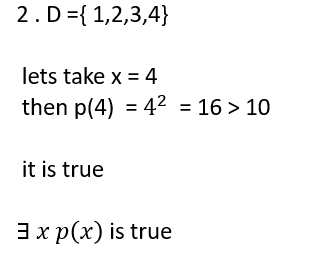 2 . D ={ 1,2,3,4}
lets take x = 4
then p(4) = 4² = 16 > 10
it is true
∃ x p(x) is true